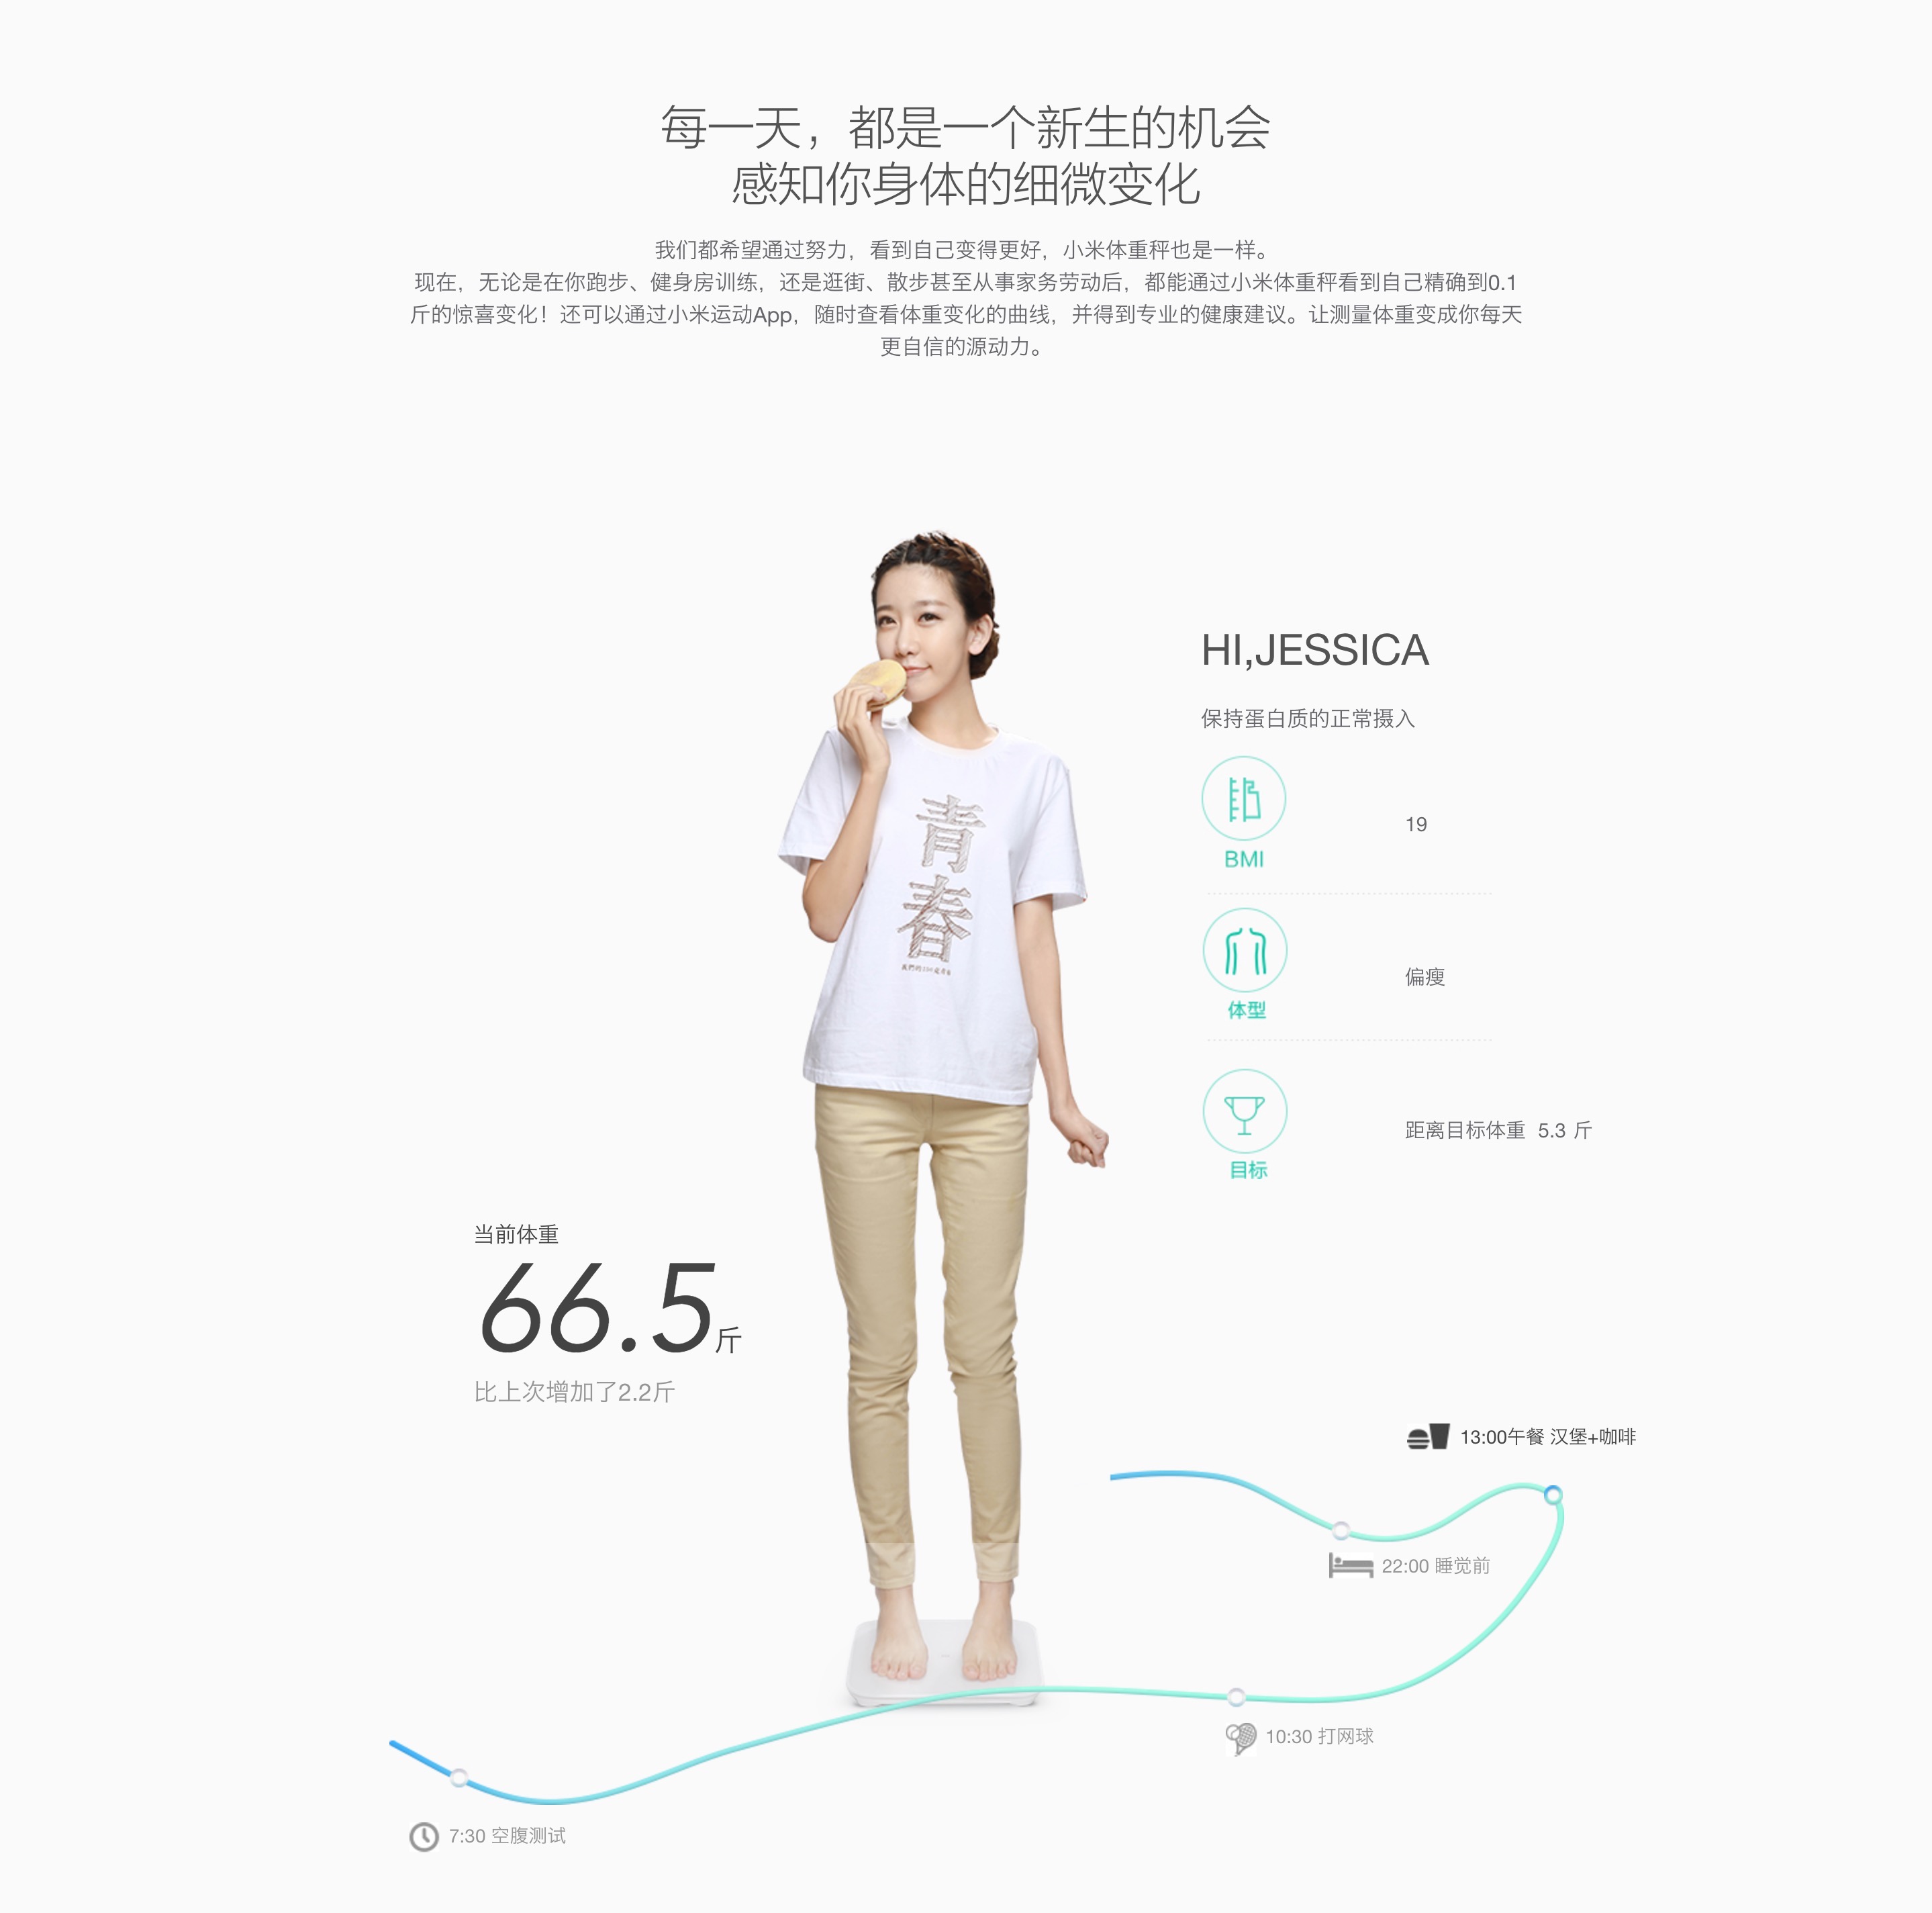 每一天，都是一个新生的机会
感知你身体的细微变化
我们都希望通过努力，看到自己变得更好，小米体重秤也是一样。
现在，无论是在你跑步、健身房训练，还是逛街、散步甚至从事家务劳动后，都能通过小米体重秤看到自己精确到0.1
斤的惊喜变化！还可以通过小米运动App，随时查看体重变化的曲线，并得到专业的健康建议。让测量体重变成你每天
更自信的源动力。
HI,JESSICA
保持蛋白质的正常摄入
19
BMI
青
春
偏瘦
体型
距离目标体重 5.3 斤
目标
当前体重
66.5斤
比上次增加了2.2斤
13:00午餐 汉堡+咖啡
22:00 睡觉前
10:30 打网球
7:30 空腹测试